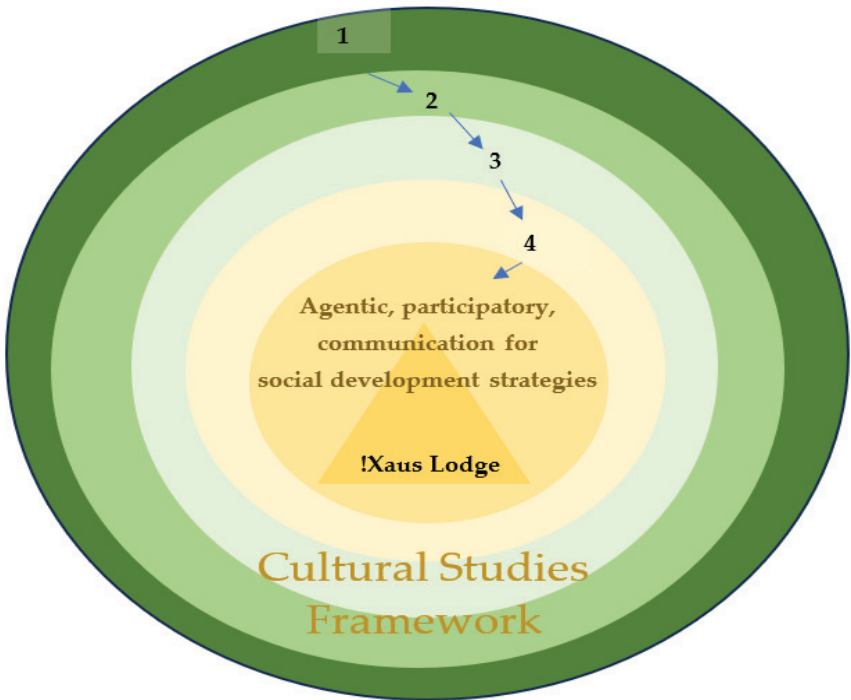 1
2
3
4
Agentic, participatory,
communication for
social development strategies
!Xaus Lodge
Cultural Studies
Framework